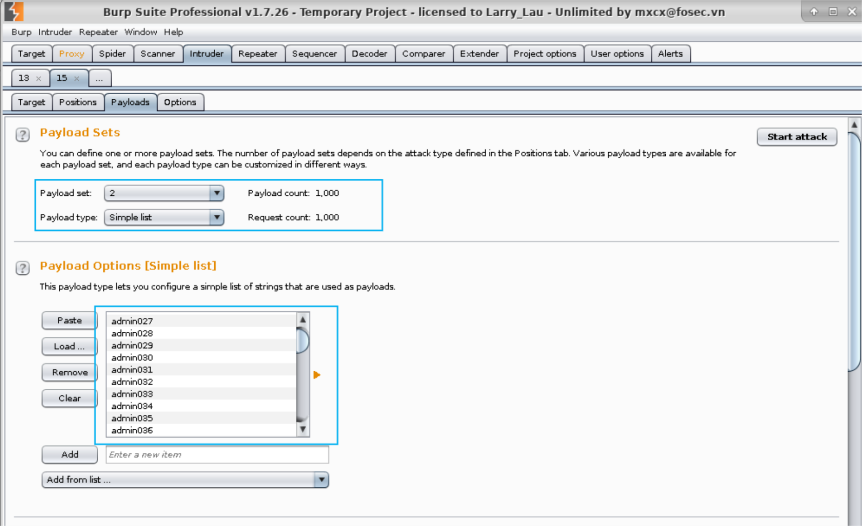 Burp Suite Professional v1.7.26 - Temporary Project - licensed to Larry_Lau - Unlimited by mxcx@fosec.vn
Burp Intruder Repeater Window Help
Target Proxy Spider Scanner Intruder Repeater Sequencer Decoder Comparer Extender Project options User options Alerts
13 × 15 × ...
Target Positions Payloads Options
? Payload Sets
Start attack
You can define one or more payload sets. The number of payload sets depends on the attack type defined in the Positions tab. Various payload types are available for
each payload set, and each payload type can be customized in different ways.
Payload set: 2 Payload count: 1,000
Payload type: Simple list Request count: 1,000
? Payload Options [Simple list]
This payload type lets you configure a simple list of strings that are used as payloads.
Paste
Load ...
Remove
Clear
admin027
admin028
admin029
admin030
admin031
admin032
admin033
admin034
admin035
admin036
Add Enter a new item
Add from list ...